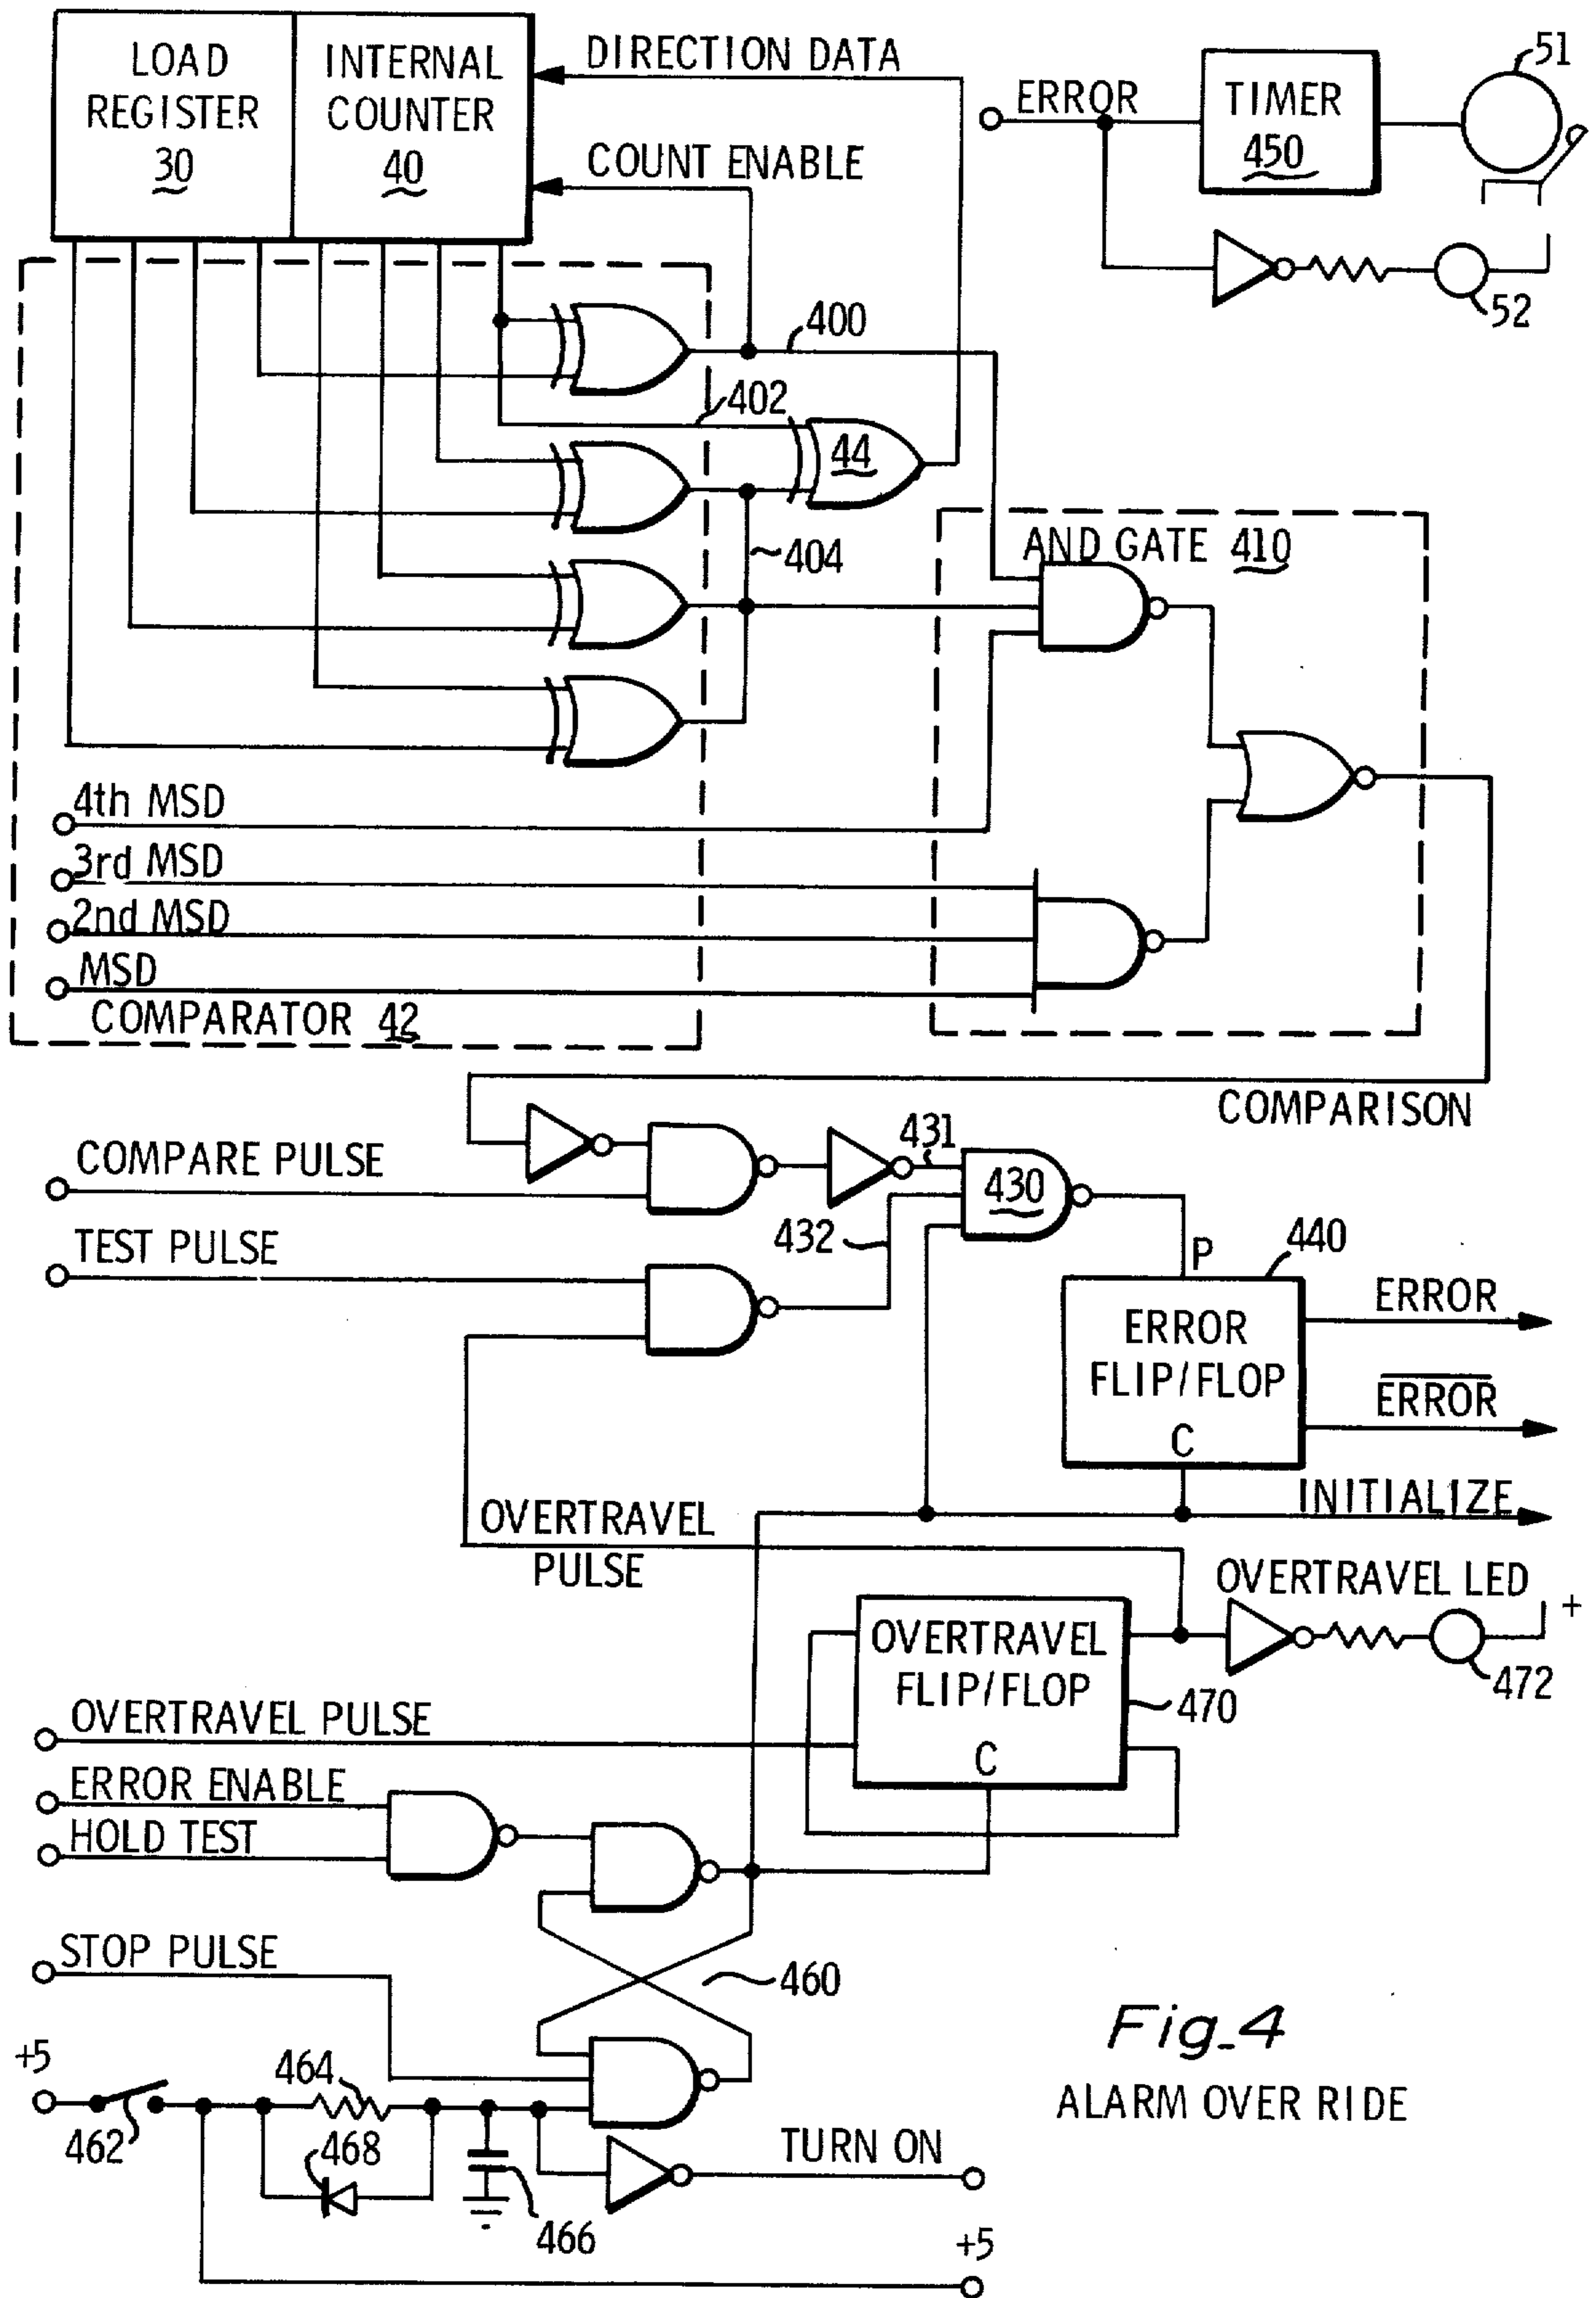 LOAD
REGISTER
30
INTERNAL
COUNTER
40
DIRECTION DATA
COUNT ENABLE
ERROR
TIMER
450
51
52
400
402
44
404
AND GATE 410
4th MSD
3rd MSD
2nd MSD
MSD
COMPARATOR 42
COMPARISON
COMPARE PULSE
431
430
TEST PULSE
432
P
440
ERROR
FLIP/FLOP
C
ERROR
ERROR
INITIALIZE
OVERTRAVEL
PULSE
OVERTRAVEL LED
+
OVERTRAVEL
FLIP/FLOP
C
470
472
OVERTRAVEL PULSE
ERROR ENABLE
HOLD TEST
STOP PULSE
460
+5
462
464
468
466
TURN ON
+5
Fig_4
ALARM OVER RIDE